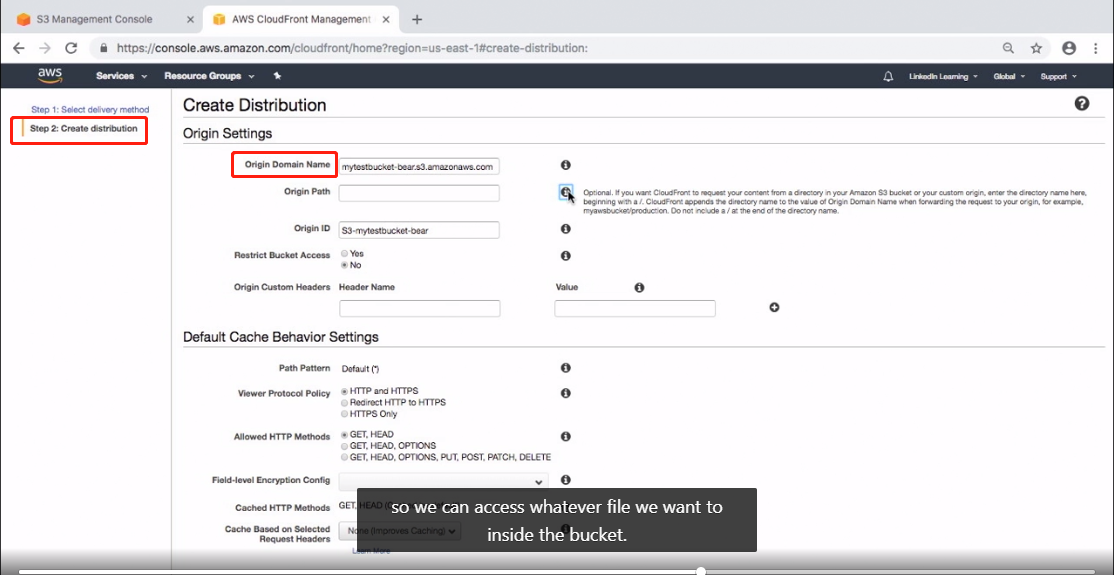 S3 Management Console
AWS CloudFront Management
https://console.aws.amazon.com/cloudfront/home?region=us-east-1#create-distribution:
aws
Services
Resource Groups
LinkedIn Learning
Global
Support
Step 1: Select delivery method
Step 2: Create distribution
Create Distribution
Origin Settings
Origin Domain Name
mytestbucket-bear.s3.amazonaws.com
Origin Path
Optional. If you want CloudFront to request your content from a directory in your Amazon S3 bucket or your custom origin, enter the directory name here,
beginning with a /. CloudFront appends the directory name to the value of Origin Domain Name when forwarding the request to your origin, for example,
myawsbucket/production. Do not include a / at the end of the directory name.
Origin ID
S3-mytestbucket-bear
Restrict Bucket Access
Yes
No
Origin Custom Headers
Header Name
Value
Default Cache Behavior Settings
Path Pattern
Default (*)
Viewer Protocol Policy
HTTP and HTTPS
Redirect HTTP to HTTPS
HTTPS Only
Allowed HTTP Methods
GET, HEAD
GET, HEAD, OPTIONS
GET, HEAD, OPTIONS, PUT, POST, PATCH, DELETE
Field-level Encryption Config
Cached HTTP Methods
GET, HEAD
so we can access whatever file we want to
inside the bucket.
Cache Based on Selected
Request Headers
None (Improves Caching)
Learn More